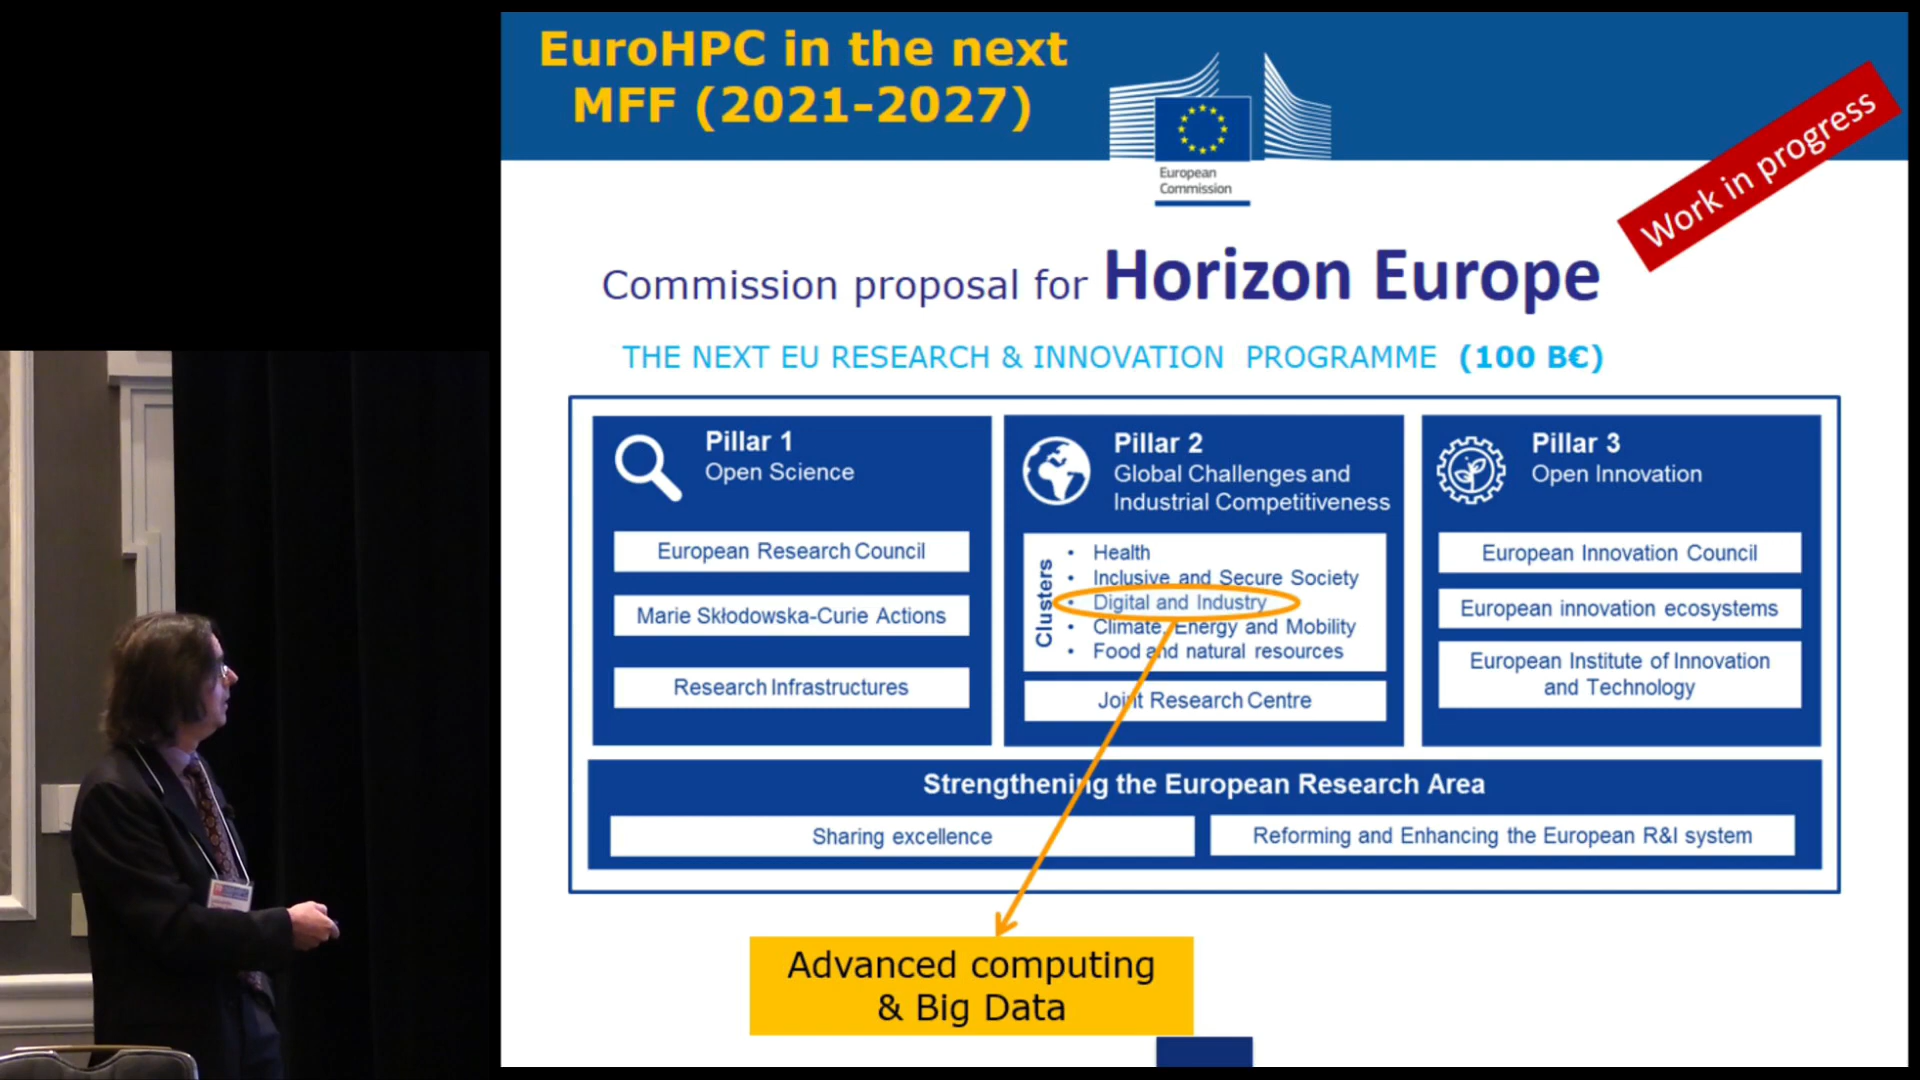 EuroHPC in the next
MFF (2021-2027)
European
Commission
Work in progress
Commission proposal for Horizon Europe
THE NEXT EU RESEARCH & INNOVATION PROGRAMME (100 B€)
Pillar 1
Open Science
European Research Council
Marie Skłodowska-Curie Actions
Research Infrastructures
Pillar 2
Global Challenges and
Industrial Competitiveness
Clusters
• Health
• Inclusive and Secure Society
• Digital and Industry
• Climate, Energy and Mobility
• Food and natural resources
Joint Research Centre
Pillar 3
Open Innovation
European Innovation Council
European innovation ecosystems
European Institute of Innovation
and Technology
Strengthening the European Research Area
Sharing excellence
Reforming and Enhancing the European R&I system
Advanced computing
& Big Data